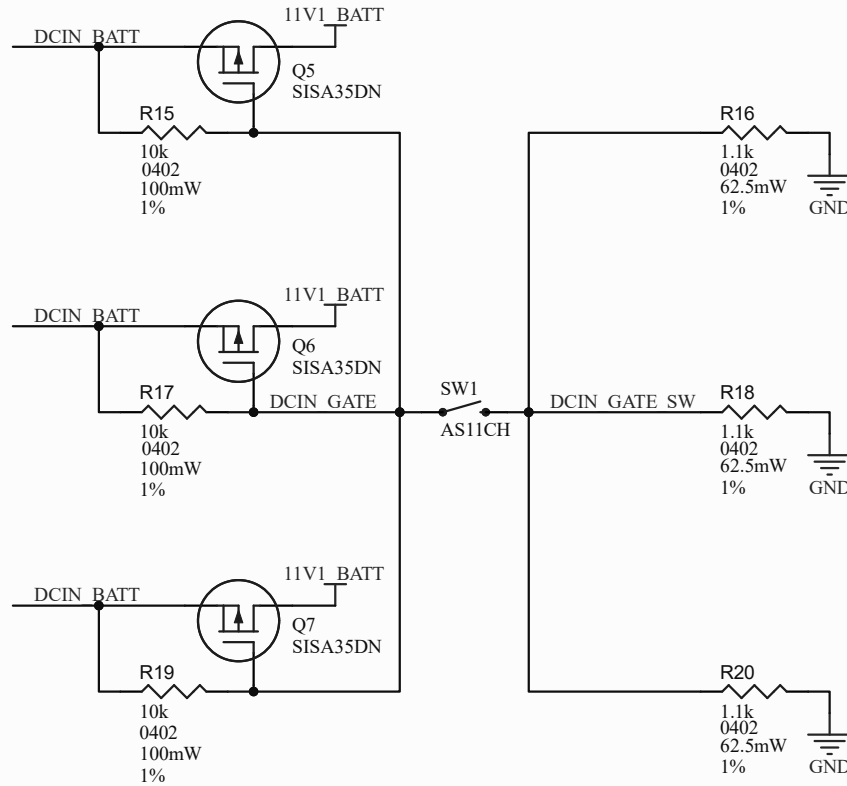 11V1_BATT
DCIN_BATT
Q5
SISA35DN
R15
10k
0402
100mW
1%
R16
1.1k
0402
62.5mW
1%
GND
11V1_BATT
DCIN_BATT
Q6
SISA35DN
R17
10k
0402
100mW
1%
DCIN_GATE
SW1
AS11CH
DCIN_GATE_SW
R18
1.1k
0402
62.5mW
1%
GND
11V1_BATT
DCIN_BATT
Q7
SISA35DN
R19
10k
0402
100mW
1%
R20
1.1k
0402
62.5mW
1%
GND